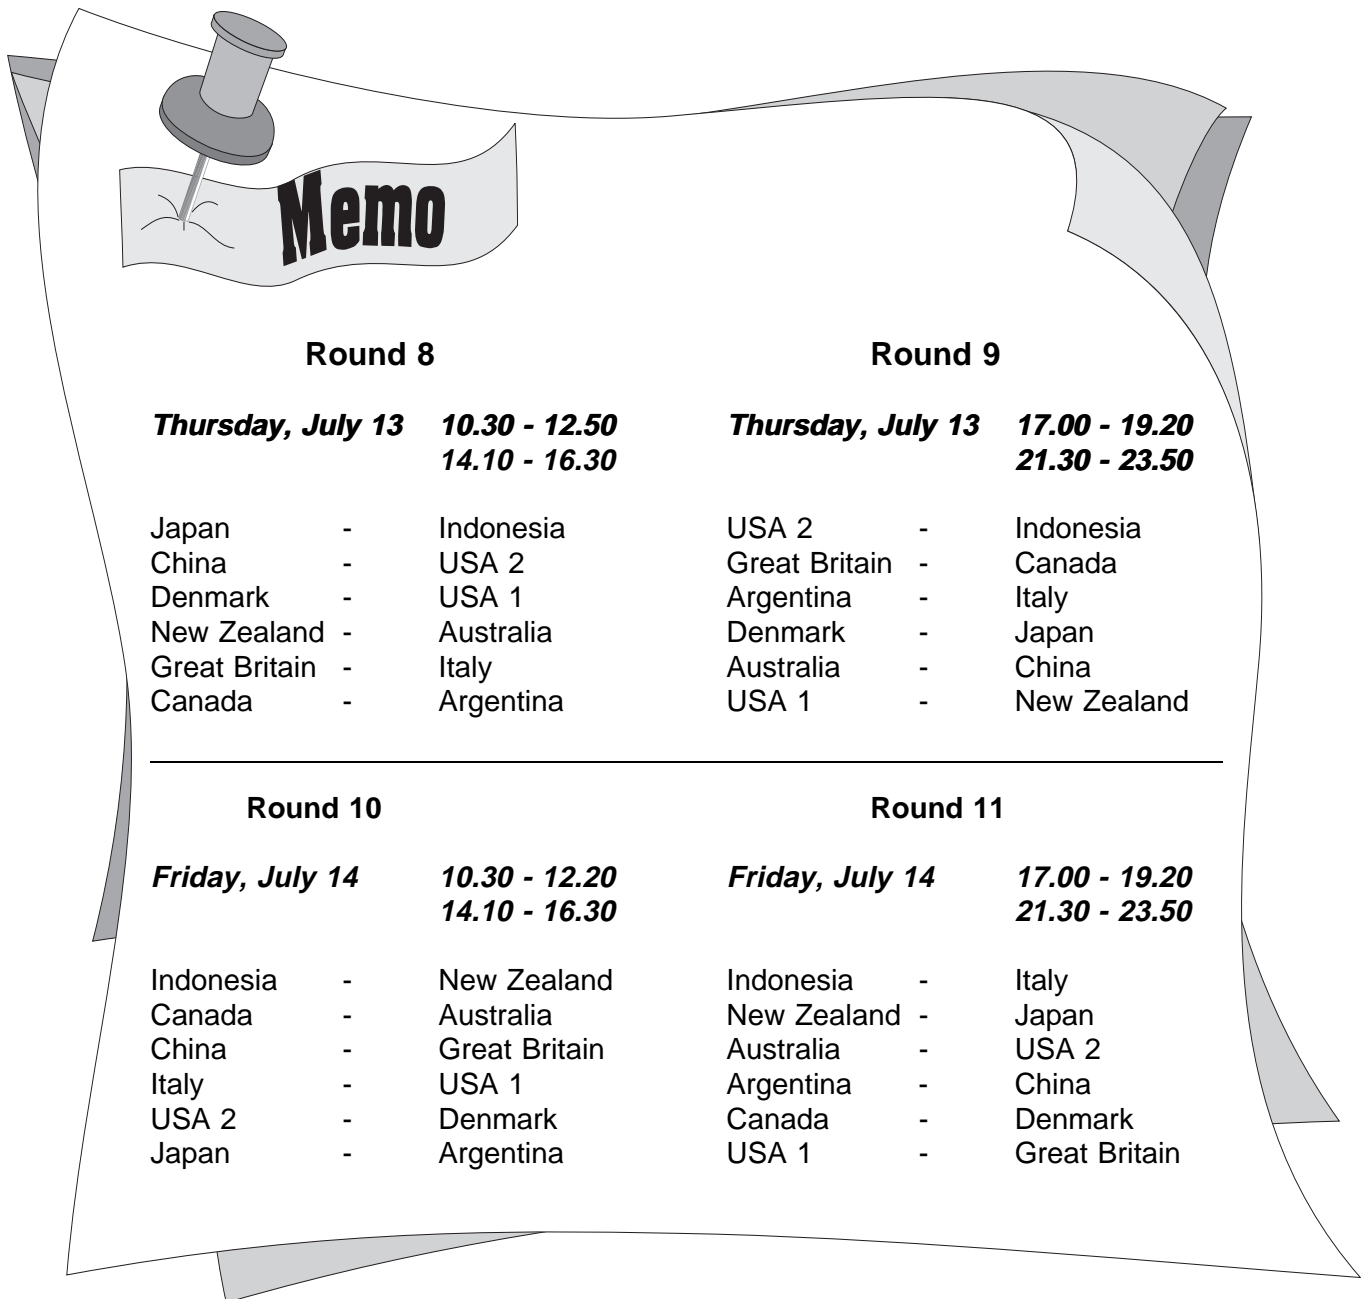 Memo
Round 8
Thursday, July 13 10.30 - 12.50
14.10 - 16.30
Japan - Indonesia
China - USA 2
Denmark - USA 1
New Zealand - Australia
Great Britain - Italy
Canada - Argentina
Round 9
Thursday, July 13 17.00 - 19.20
21.30 - 23.50
USA 2 - Indonesia
Great Britain - Canada
Argentina - Italy
Denmark - Japan
Australia - China
USA 1 - New Zealand
Round 10
Friday, July 14 10.30 - 12.20
14.10 - 16.30
Indonesia - New Zealand
Canada - Australia
China - Great Britain
Italy - USA 1
USA 2 - Denmark
Japan - Argentina
Round 11
Friday, July 14 17.00 - 19.20
21.30 - 23.50
Indonesia - Italy
New Zealand - Japan
Australia - USA 2
Argentina - China
Canada - Denmark
USA 1 - Great Britain